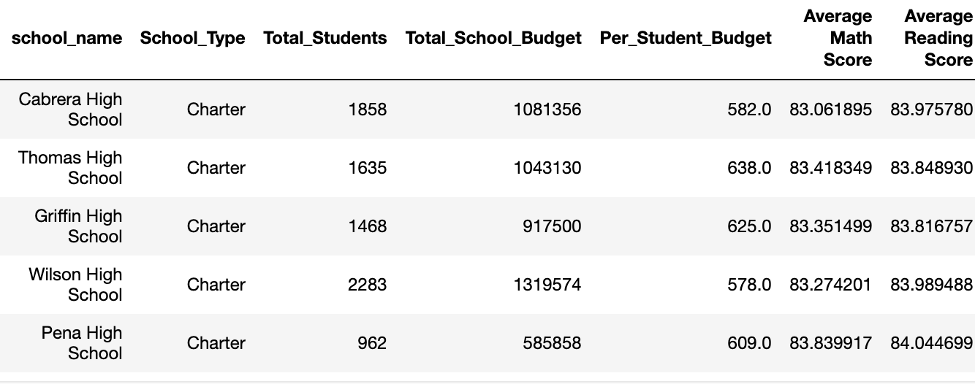 school_name School_Type Total_Students Total_School_Budget Per_Student_Budget Average Math Score Average Reading Score
Cabrera High School Charter 1858 1081356 582.0 83.061895 83.975780
Thomas High School Charter 1635 1043130 638.0 83.418349 83.848930
Griffin High School Charter 1468 917500 625.0 83.351499 83.816757
Wilson High School Charter 2283 1319574 578.0 83.274201 83.989488
Pena High School Charter 962 585858 609.0 83.839917 84.044699